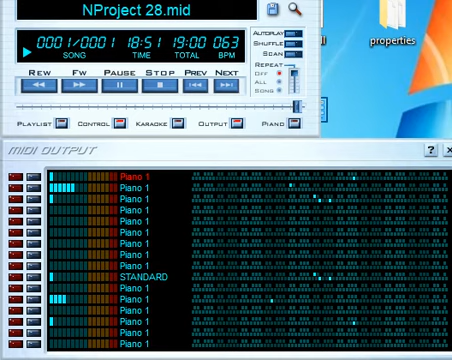 NProject 28.mid
AUTOPLAY
0001/0001 18:51 19:00 063
SHUFFLE
SONG TIME TOTAL BPM
SCAN
REPEAT
REW FW PAUSE STOP PREV NEXT
OFF
ALL
SONG
PLAYLIST CONTROL KARAOKE OUTPUT PIANO
properties
MIDI OUTPUT
? x
Piano 1
Piano 1
Piano 1
Piano 1
Piano 1
Piano 1
Piano 1
Piano 1
Piano 1
STANDARD
Piano 1
Piano 1
Piano 1
Piano 1
Piano 1
Piano 1